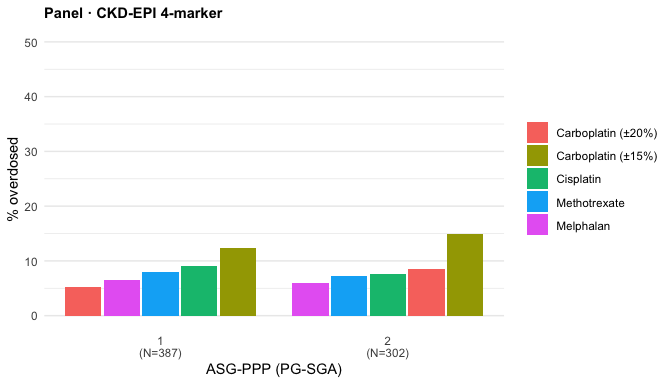 Panel · CKD-EPI 4-marker
50
40
30
20
10
0
% overdosed
1
(N=387)
2
(N=302)
ASG-PPP (PG-SGA)
Carboplatin (±20%)
Carboplatin (±15%)
Cisplatin
Methotrexate
Melphalan